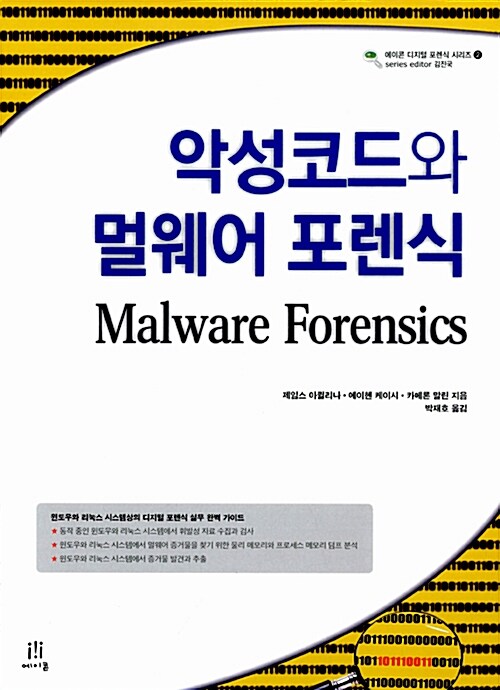 에이콘 디지털 포렌식 시리즈 2
series editor 김진국
악성코드와
멀웨어 포렌식
Malware Forensics
제임스 아퀼리나 • 에이헨 케이시 • 카메론 말린 지음
박재호 옮김
윈도우와 리눅스 시스템상의 디지털 포렌식 실무 완벽 가이드
★ 동작 중인 윈도우와 리눅스 시스템에서 휘발성 자료 수집과 검사
★ 윈도우와 리눅스 시스템에서 멀웨어 증거물을 찾기 위한 물리 메모리와 프로세스 메모리 덤프 분석
★ 윈도우와 리눅스 시스템에서 증거물 발견과 추출
에이콘